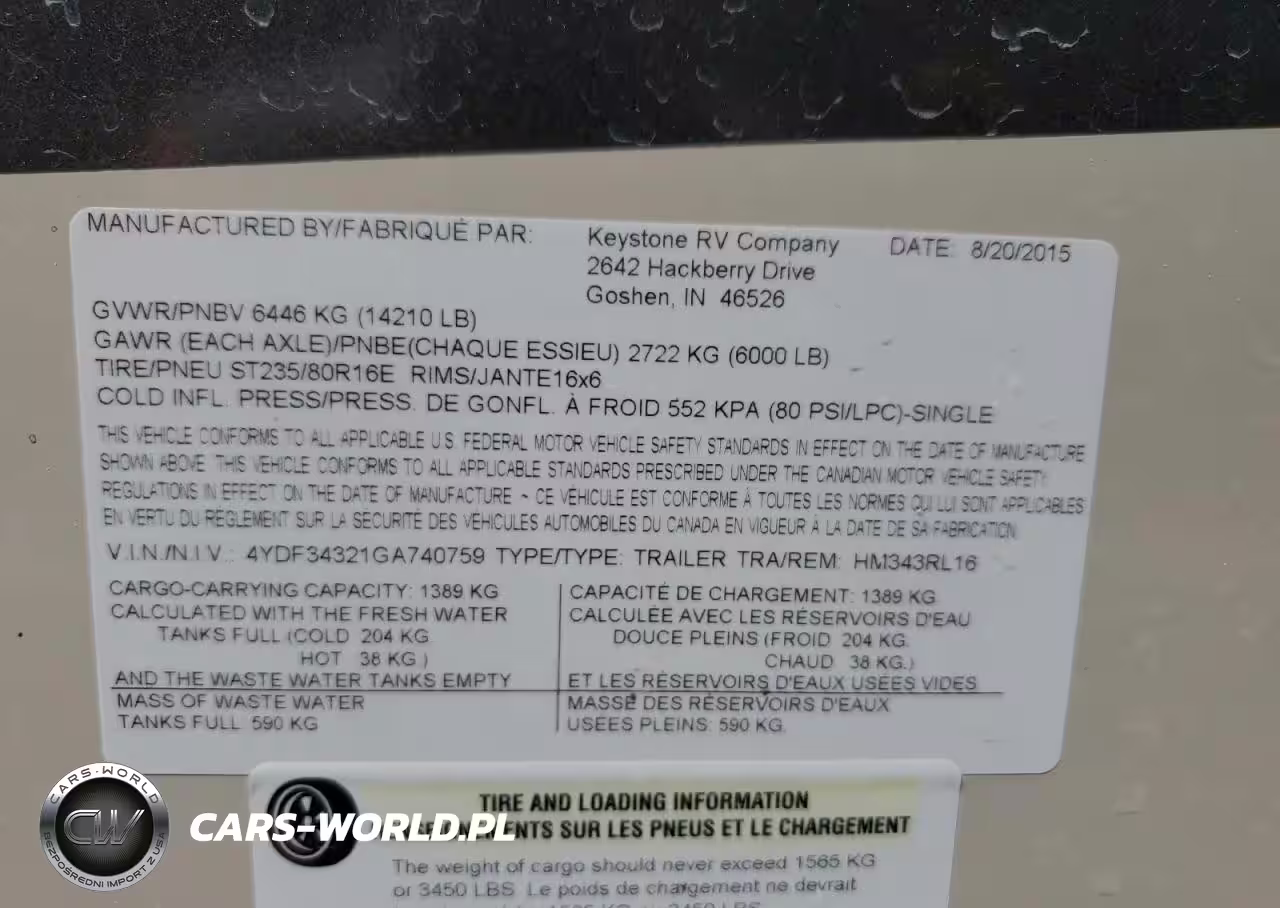 MANUFACTURED BY/FABRIQUÉ PAR: Keystone RV Company DATE: 8/20/2015
2642 Hackberry Drive
Goshen, IN 46526
GVWR/PNBV 6446 KG (14210 LB)
GAWR (EACH AXLE)/PNBE(CHAQUE ESSIEU) 2722 KG (6000 LB)
TIRE/PNEU ST235/80R16E RIMS/JANTE16x6
COLD INFL. PRESS/PRESS. DE GONFL. À FROID 552 KPA (80 PSI/LPC)-SINGLE
THIS VEHICLE CONFORMS TO ALL APPLICABLE U.S. FEDERAL MOTOR VEHICLE SAFETY STANDARDS IN EFFECT ON THE DATE OF MANUFACTURE
SHOWN ABOVE THIS VEHICLE CONFORMS TO ALL APPLICABLE STANDARDS PRESCRIBED UNDER THE CANADIAN MOTOR VEHICLE SAFETY
REGULATIONS IN EFFECT ON THE DATE OF MANUFACTURE ~ CE VÉHICULE EST CONFORME À TOUTES LES NORMES QUI LUI SONT APPLICABLES
EN VERTU DU RÉGLEMENT SUR LA SÉCURITÉ DES VÉHICULES AUTOMOBILES DU CANADA EN VIGUEUR À LA DATE DE SA FABRICATION.
V.I.N./N.I V.: 4YDF34321GA740759 TYPE/TYPE: TRAILER TRA/REM: HM343RL16
CARGO-CARRYING CAPACITY: 1389 KG
CALCULATED WITH THE FRESH WATER
TANKS FULL (COLD 204 KG.
HOT 38 KG.)
AND THE WASTE WATER TANKS EMPTY
MASS OF WASTE WATER
TANKS FULL 590 KG
CAPACITÉ DE CHARGEMENT: 1389 KG
CALCULÉE AVEC LES RÉSERVOIRS D'EAU
DOUCE PLEINS (FROID 204 KG.
CHAUD 38 KG.)
ET LES RÉSERVOIRS D'EAUX USÉES VIDES
MASSE DES RÉSERVOIRS D'EAUX
USÉES PLEINS: 590 KG.
TIRE AND LOADING INFORMATION
SUR LES PNEUS ET LE CHARGEMENT
The weight of cargo should never exceed 1565 KG
or 3450 LBS. Le poids de chargement ne devrait
CARS-WORLD
CW
BEZPOŚREDNI IMPORT Z USA
CARS-WORLD.PL